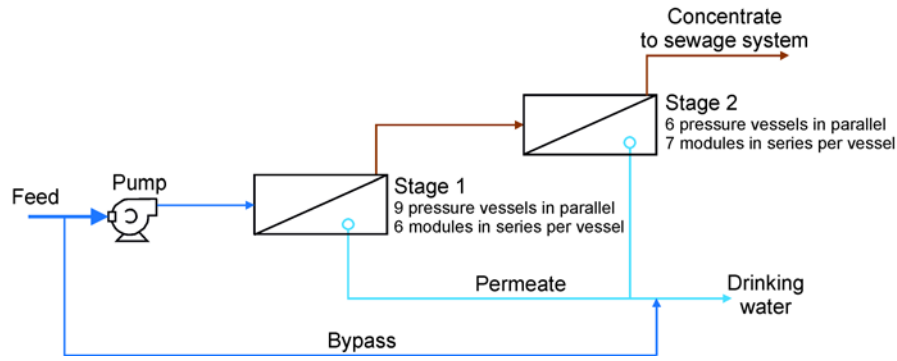 Concentrate
to sewage system
Stage 2
6 pressure vessels in parallel
7 modules in series per vessel
Pump
Feed
Stage 1
9 pressure vessels in parallel
6 modules in series per vessel
Permeate
Drinking
water
Bypass